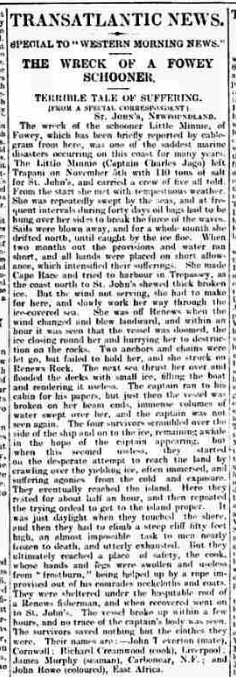 TRANSATLANTIC NEWS.
SPECIAL TO "WESTERN MORNING NEWS."
THE WRECK OF A FOWEY
SCHOONER,
TERRIBLE TALE OF SUFFERING.
(FROM A SPECIAL CORRESPONDENT.)
ST. JOHN'S, NEWFOUNDLAND.
The wreck of the schooner Little Minnie, of
Fowey, which has been briefly reported by cable-
gram from here, was one of the saddest marine
disasters occurring on this coast for many years.
The Little Minnie (Captain Charles Jago) left
Trapani on November 5th with 110 tons of salt
for St. John's, and carried a crew of five all told.
From the start she met with tempestuous weather.
She was repeatedly swept by the seas, and at fre-
quent intervals during forty days oil bags had to be
hung over her sides to break the force of the waves.
Sails were blown away, and for a whole month she
drifted north, until caught by the ice floe. When
two months out the provisions and water ran
short, and all hands were placed on short allow-
ance, which intensified their sufferings. She made
Cape Race and tried to harbour in Trepassey, as
the coast north to St. John's shewed thick broken
ice. But the wind not serving, she had to make
for here, and slowly work her way through the
ice-covered sea. She was off Renews when the
wind changed and blew landward, and within an
hour it was seen that the vessel was doomed, the
ice closing round her and hurrying her to destruc-
tion on the rocks. Two anchors and chains were
let go, but failed to hold her, and she struck on
Renews Rock. The next sea thrust her over and
flooded the decks with small ice, filling the boat
and rendering it useless. The captain ran to his
cabin for his papers, but just then the vessel was
broken on her beam ends, immense volume of
water swept over her, and the captain was not
seen again. The four survivors scrambled over the
side of the ship and on to the ice, remaining awhile
in the hope of the captain appearing, but
when this seemed useless, they started
on the desperate attempt to reach the land by
crawling over the yielding ice, often immersed, and
suffering agonies from the cold and exposure.
They eventually reached the island. Here they
rested for about half an hour, and then repeated
the trying ordeal to get to the island proper. It
was just daylight when they touched the shore,
and then they had to climb a steep cliff fifty feet
high, an almost impossible task to men nearly
frozen to death, and utterly exhausted. But they
ultimately reached a place of safety, the cook,
whose hands and legs were swollen and useless
from "frostburn," being helped up by a rope im-
provised out of his comrades neckcloths and coats.
They were sheltered under the hospitable roof of
a Renews fisherman, and when recovered went on
to St. John's. The vessel broke up within a few
hours, and no trace of the captain's body was seen.
The survivors saved nothing but the clothes they
were. Their names are:—John (mate),
Cornwall; Richard Creamwood (cook), Liverpool;
James Murphy (seaman), Carbonear, N.F.; and
John Rowe (coloured), East Africa.